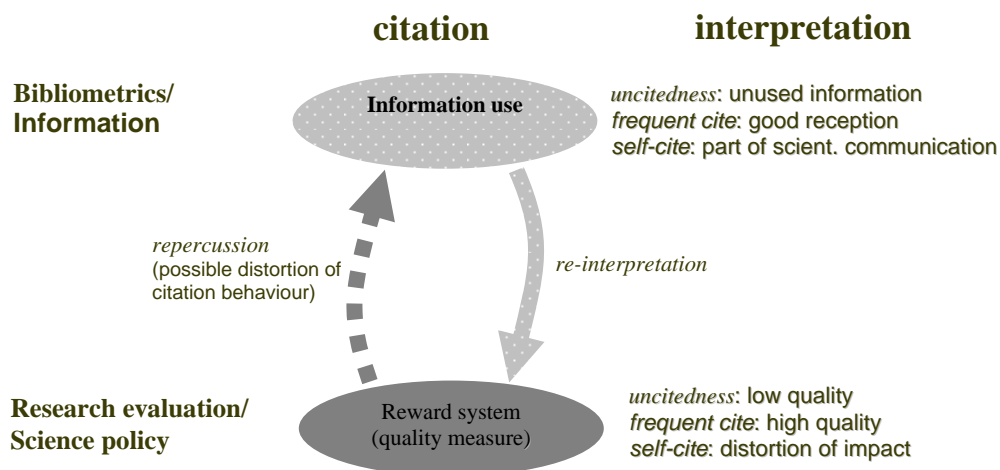 citation
interpretation
Bibliometrics/
Information
Information use
uncitedness: unused information
frequent cite: good reception
self-cite: part of scient. communication
repercussion
(possible distortion of
citation behaviour)
re-interpretation
Research evaluation/
Science policy
Reward system
(quality measure)
uncitedness: low quality
frequent cite: high quality
self-cite: distortion of impact